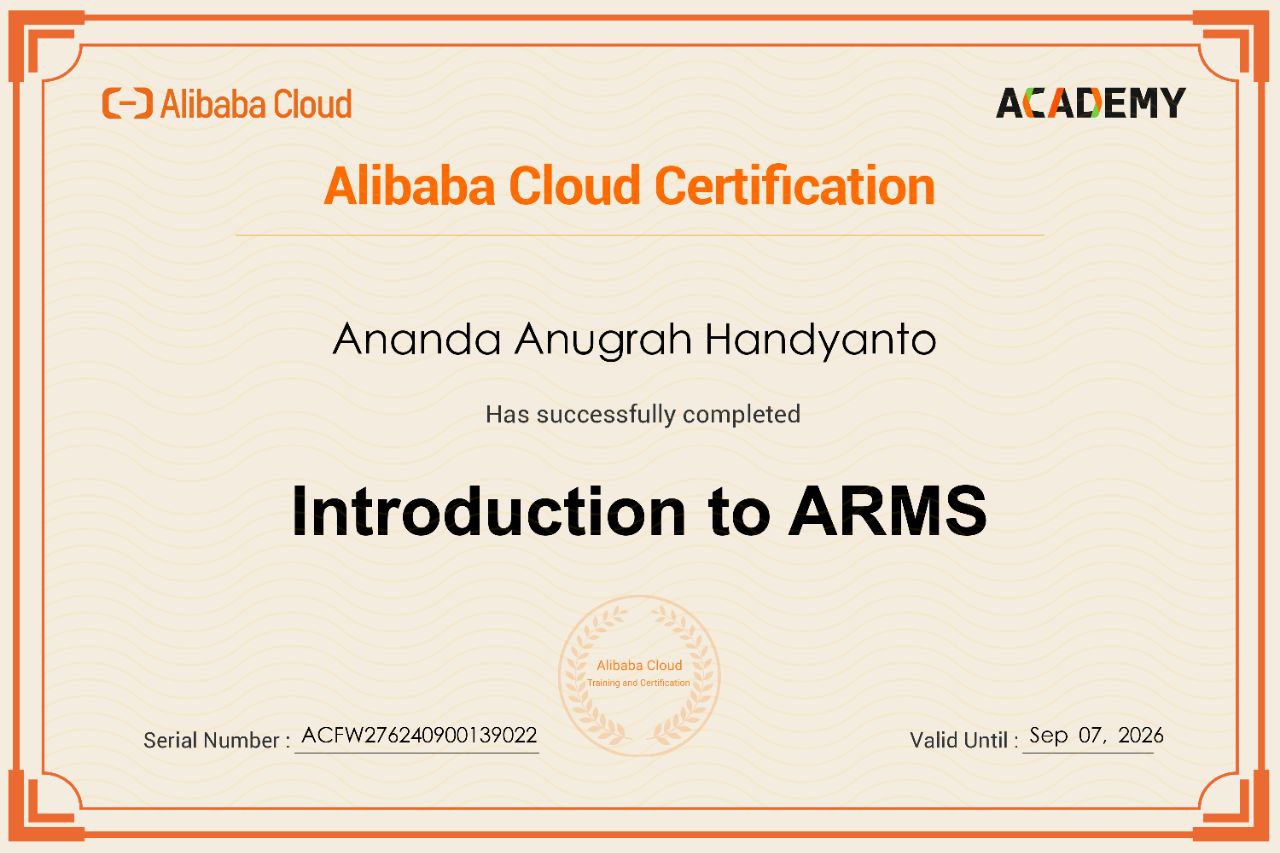 Alibaba Cloud
ACADEMY
Alibaba Cloud Certification
Ananda Anugrah Handyanto
Has successfully completed
Introduction to ARMS
Alibaba Cloud
Training and Certification
Serial Number : ACFW276240900139022
Valid Until : Sep 07, 2026